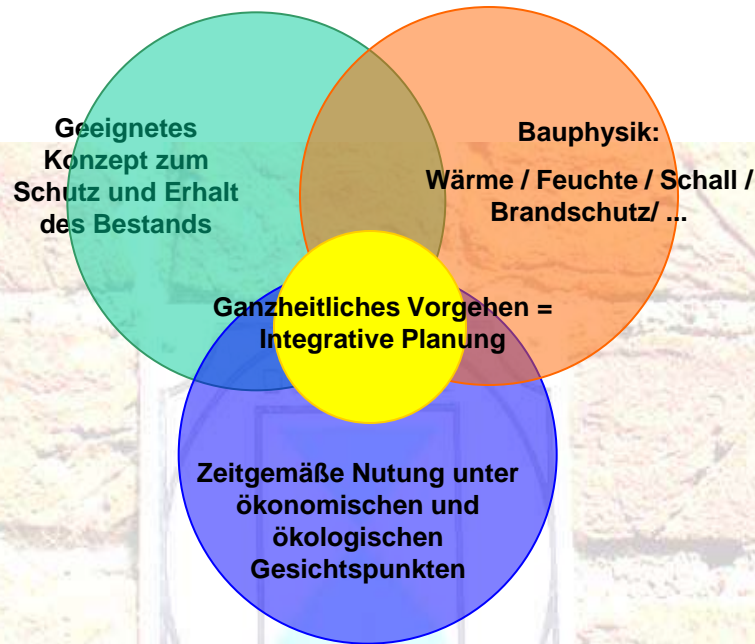 Geeignetes
Konzept zum
Schutz und Erhalt
des Bestands
Bauphysik:
Wärme / Feuchte / Schall /
Brandschutz/ ...
Ganzheitliches Vorgehen =
Integrative Planung
Zeitgemäße Nutung unter
ökonomischen und
ökologischen
Gesichtspunkten